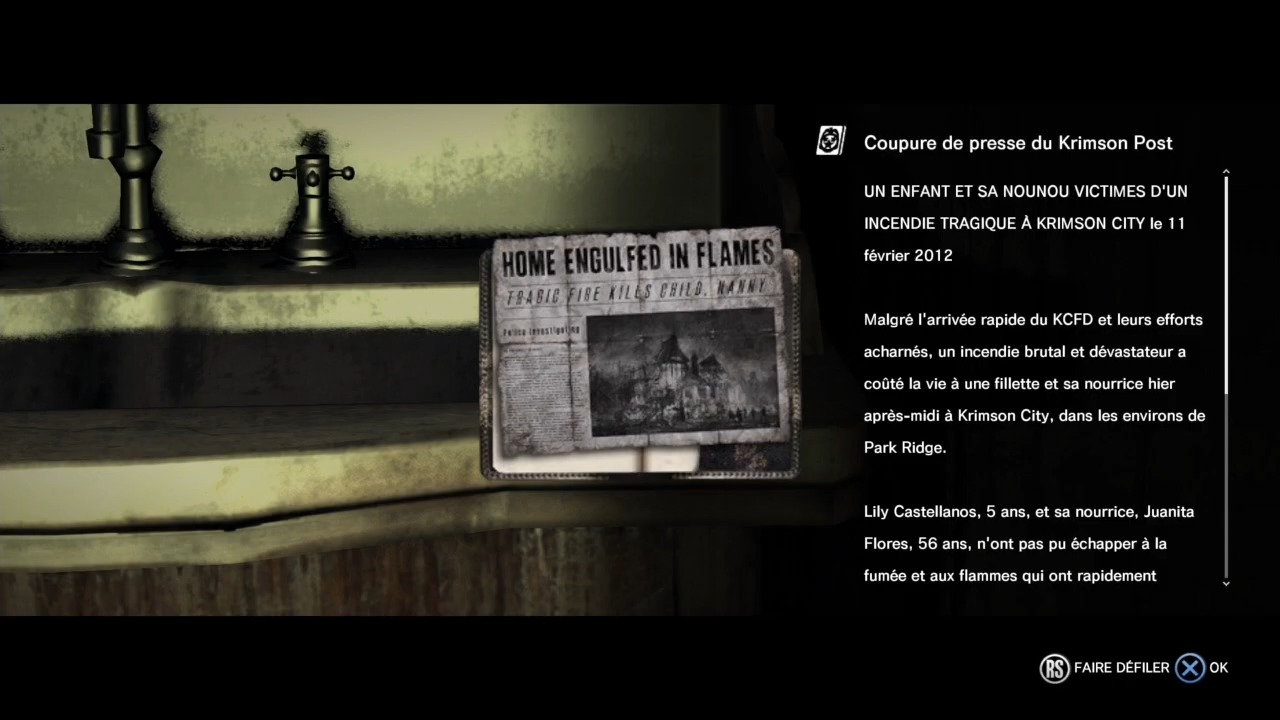 Coupure de presse du Krimson Post
UN ENFANT ET SA NOUNOU VICTIMES D'UN
INCENDIE TRAGIQUE À KRIMSON CITY le 11
février 2012
Malgré l'arrivée rapide du KCFD et leurs efforts
acharnés, un incendie brutal et dévastateur a
coûté la vie à une fillette et sa nourrice hier
après-midi à Krimson City, dans les environs de
Park Ridge.
Lily Castellanos, 5 ans, et sa nourrice, Juanita
Flores, 56 ans, n'ont pas pu échapper à la
fumée et aux flammes qui ont rapidement
HOME ENGULFED IN FLAMES
TRAGIC FIRE KILLS CHILD, NANNY
Police investigating
RS FAIRE DÉFILER OK